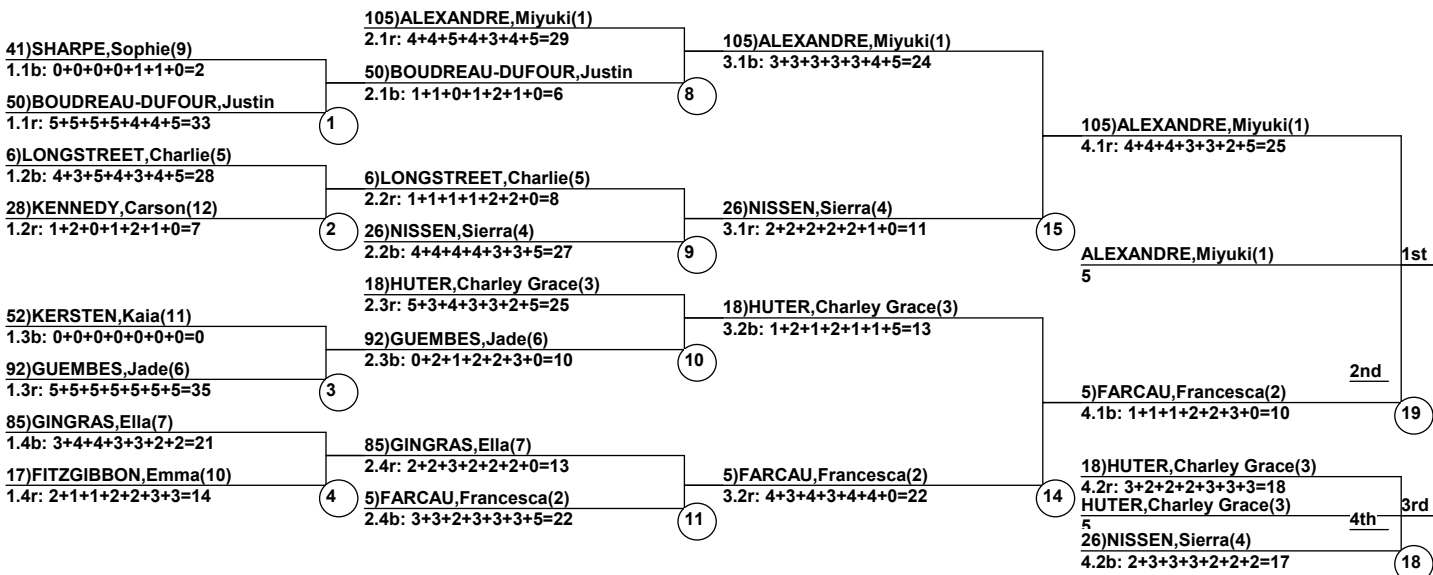 41)SHARPE,Sophie(9)
1.1b: 0+0+0+0+1+1+0=2
50)BOUDREAU-DUFOUR,Justin
1.1r: 5+5+5+5+4+4+5=33
1
6)LONGSTREET,Charlie(5)
1.2b: 4+3+5+4+3+4+5=28
28)KENNEDY,Carson(12)
1.2r: 1+2+0+1+2+1+0=7
2
52)KERSTEN,Kaia(11)
1.3b: 0+0+0+0+0+0+0=0
92)GUEMBES,Jade(6)
1.3r: 5+5+5+5+5+5+5=35
3
85)GINGRAS,Ella(7)
1.4b: 3+4+4+3+3+2+2=21
17)FITZGIBBON,Emma(10)
1.4r: 2+1+1+2+2+3+3=14
4
105)ALEXANDRE,Miyuki(1)
2.1r: 4+4+5+4+3+4+5=29
50)BOUDREAU-DUFOUR,Justin
2.1b: 1+1+0+1+2+1+0=6
8
6)LONGSTREET,Charlie(5)
2.2r: 1+1+1+1+2+2+0=8
26)NISSEN,Sierra(4)
2.2b: 4+4+4+4+3+3+5=27
9
18)HUTER,Charley Grace(3)
2.3r: 5+3+4+3+3+2+5=25
92)GUEMBES,Jade(6)
2.3b: 0+2+1+2+2+3+0=10
10
85)GINGRAS,Ella(7)
2.4r: 2+2+3+2+2+2+0=13
5)FARCAU,Francesca(2)
2.4b: 3+3+2+3+3+3+5=22
11
105)ALEXANDRE,Miyuki(1)
3.1b: 3+3+3+3+3+4+5=24
26)NISSEN,Sierra(4)
3.1r: 2+2+2+2+2+1+0=11
15
18)HUTER,Charley Grace(3)
3.2b: 1+2+1+2+1+1+5=13
5)FARCAU,Francesca(2)
3.2r: 4+3+4+3+4+4+0=22
14
105)ALEXANDRE,Miyuki(1)
4.1r: 4+4+4+3+3+2+5=25
ALEXANDRE,Miyuki(1)
5
1st
2nd
5)FARCAU,Francesca(2)
4.1b: 1+1+1+2+2+3+0=10
19
18)HUTER,Charley Grace(3)
4.2r: 3+2+2+2+3+3+3=18
HUTER,Charley Grace(3)
5
3rd
4th
26)NISSEN,Sierra(4)
4.2b: 2+3+3+3+2+2+2=17
18